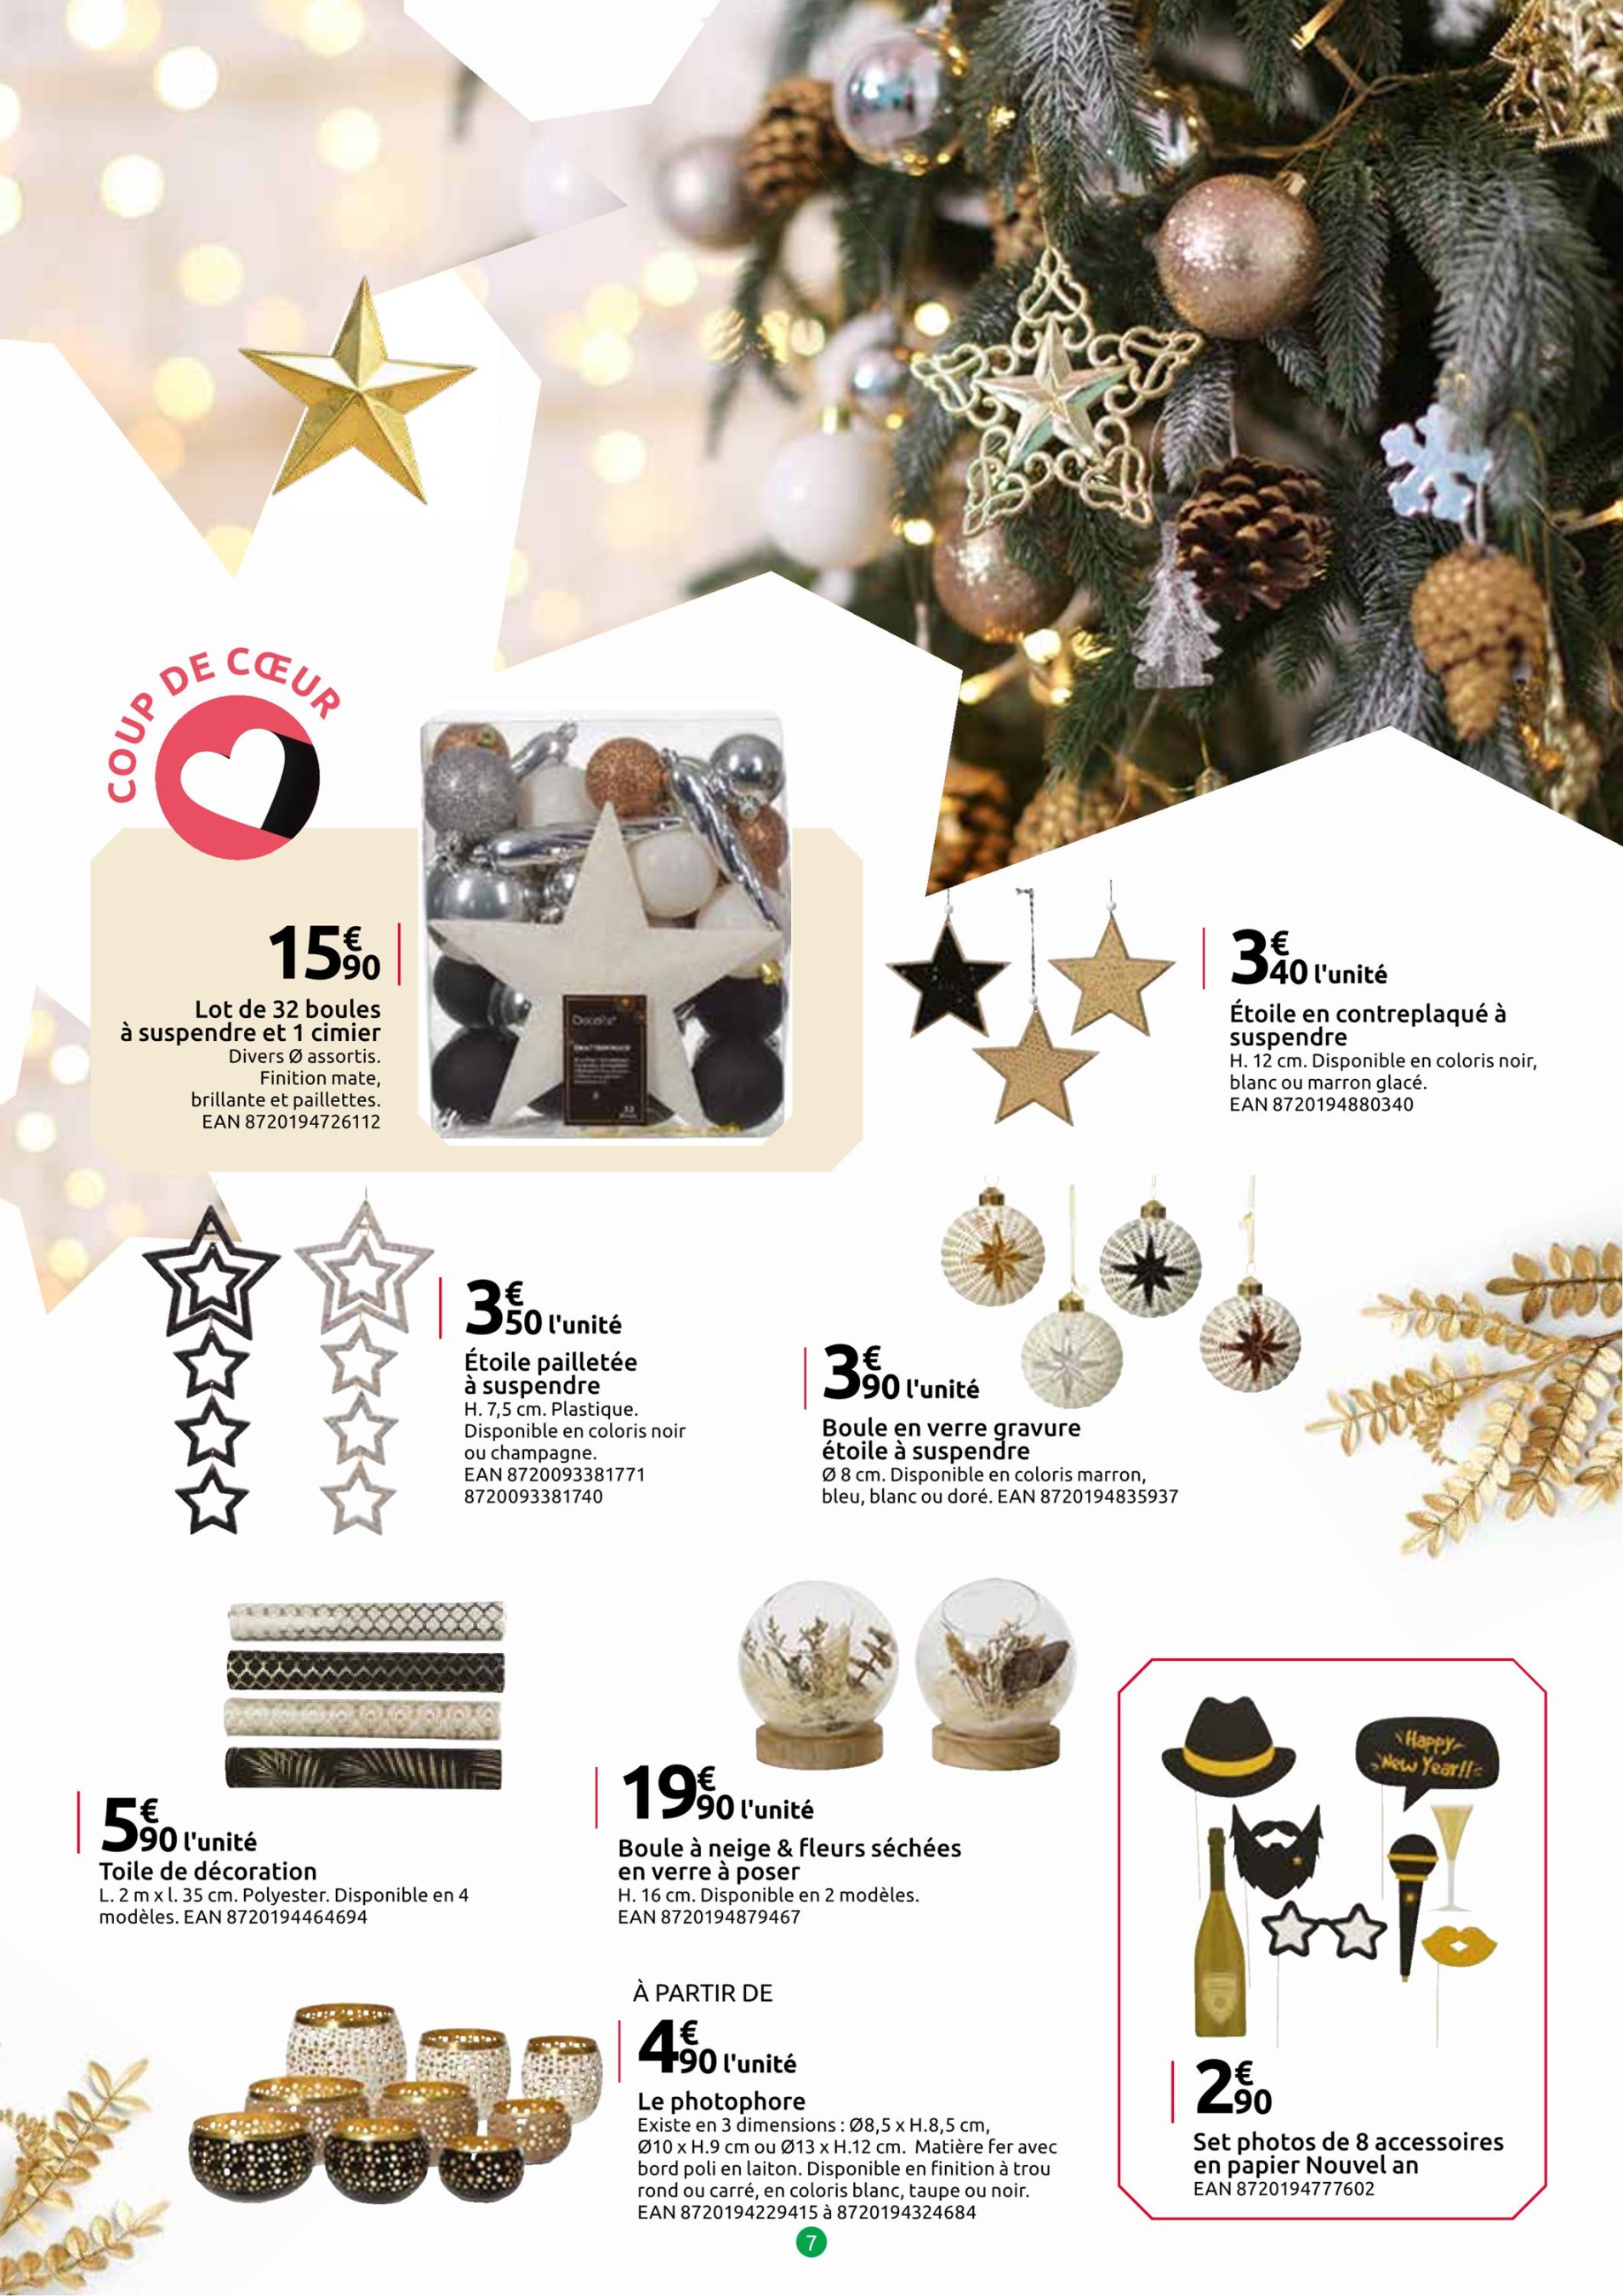 COUP DE CŒUR
15€90
Lot de 32 boules
à suspendre et 1 cimier
Divers Ø assortis.
Finition mate,
brillante et paillettes.
EAN 8720194726112
3€40 l'unité
Étoile en contreplaqué à
suspendre
H. 12 cm. Disponible en coloris noir,
blanc ou marron glacé.
EAN 8720194880340
3€50 l'unité
Étoile pailletée
à suspendre
H. 7,5 cm. Plastique.
Disponible en coloris noir
ou champagne.
EAN 8720093381771
8720093381740
3€90 l'unité
Boule en verre gravure
étoile à suspendre
Ø 8 cm. Disponible en coloris marron,
bleu, blanc ou doré. EAN 8720194835937
5€90 l'unité
Toile de décoration
L. 2 m x l. 35 cm. Polyester. Disponible en 4
modèles. EAN 8720194464694
19€90 l'unité
Boule à neige & fleurs séchées
en verre à poser
H. 16 cm. Disponible en 2 modèles.
EAN 8720194879467
À PARTIR DE
4€90 l'unité
Le photophore
Existe en 3 dimensions : Ø8,5 x H.8,5 cm,
Ø10 x H.9 cm ou Ø13 x H.12 cm. Matière fer avec
bord poli en laiton. Disponible en finition à trou
rond ou carré, en coloris blanc, taupe ou noir.
EAN 8720194229415 à 8720194324684
Happy
New Year!!
2€90
Set photos de 8 accessoires
en papier Nouvel an
EAN 8720194777602
7